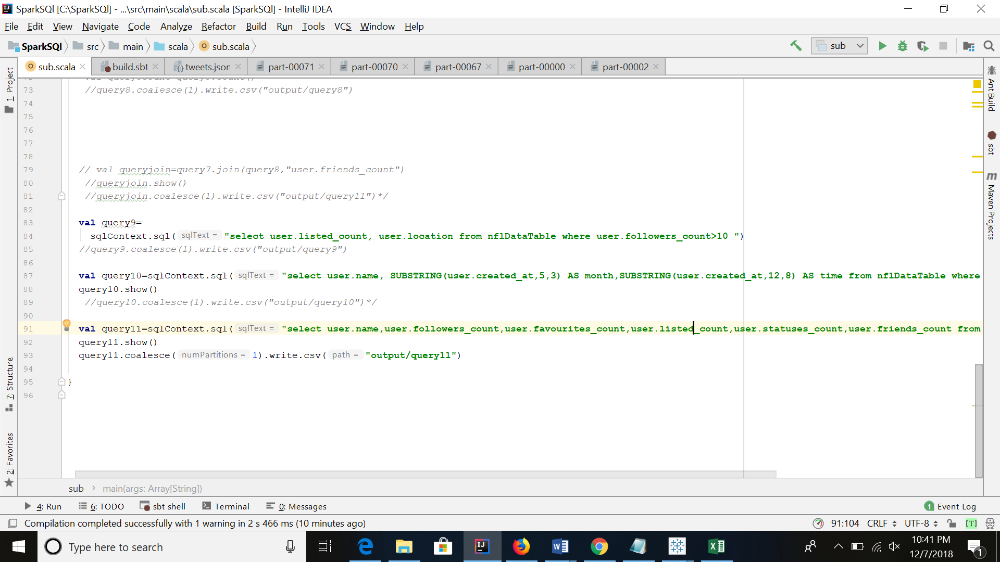 SparkSQl [C:\SparkSQl] - ...\src\main\scala\sub.scala [SparkSQl] - IntelliJ IDEA
File Edit View Navigate Code Analyze Refactor Build Run Tools VCS Window Help
SparkSQl src main scala sub.scala sub
sub.scala build.sbt tweets.json part-00071 part-00070 part-00067 part-00000 part-00002
1: Project
7: Structure
2: Favorites
Ant Build
sbt
Maven Projects
73 //query8.coalesce(1).write.csv("output/query8")
74
75
76
77
78
79 // val queryjoin=query7.join(query8,"user.friends_count")
80 //queryjoin.show()
81 //queryjoin.coalesce(1).write.csv("output/query11")*/
82
83 val query9=
84 sqlContext.sql( sqlText = "select user.listed_count, user.location from nflDataTable where user.followers_count>10 ")
85 //query9.coalesce(1).write.csv("output/query9")
86
87 val query10=sqlContext.sql( sqlText = "select user.name, SUBSTRING(user.created_at,5,3) AS month,SUBSTRING(user.created_at,12,8) AS time from nflDataTable where
88 query10.show()
89 //query10.coalesce(1).write.csv("output/query10")*/
90
91 val query11=sqlContext.sql( sqlText = "select user.name,user.followers_count,user.favourites_count,user.listed_count,user.statuses_count,user.friends_count from
92 query11.show()
93 query11.coalesce( numPartitions = 1).write.csv( path = "output/query11")
94
95 }
96
sub › main(args: Array[String])
4: Run 6: TODO sbt shell Terminal 0: Messages 1 Event Log
Compilation completed successfully with 1 warning in 2 s 466 ms (10 minutes ago) 91:104 CRLF UTF-8 [T]
Type here to search
10:41 PM
12/7/2018
1